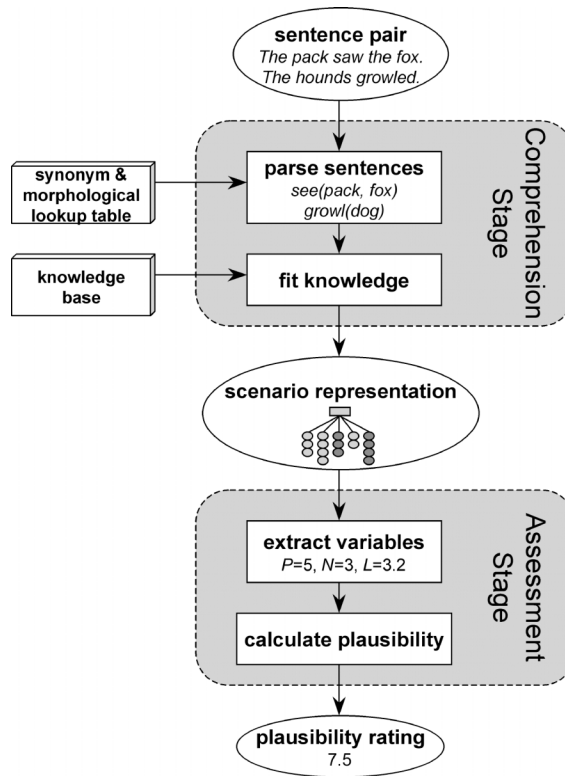 sentence pair
The pack saw the fox.
The hounds growled.
Comprehension
Stage
synonym &
morphological
lookup table
parse sentences
see(pack, fox)
growl(dog)
knowledge
base
fit knowledge
scenario representation
Assessment
Stage
extract variables
P=5, N=3, L=3.2
calculate plausibility
plausibility rating
7.5